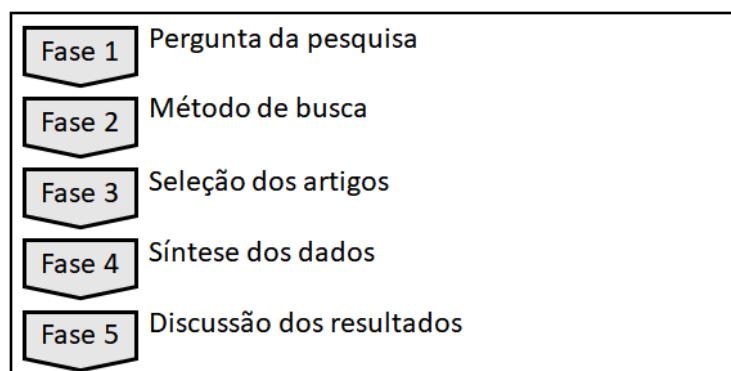 Fase 1 Pergunta da pesquisa
Fase 2 Método de busca
Fase 3 Seleção dos artigos
Fase 4 Síntese dos dados
Fase 5 Discussão dos resultados